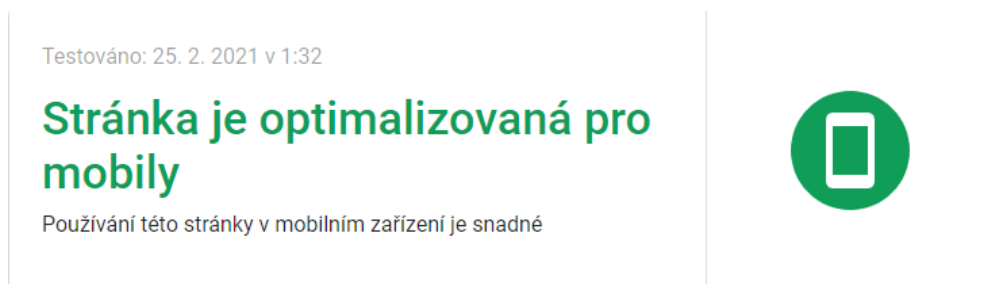 Testováno: 25. 2. 2021 v 1:32
Stránka je optimalizovaná pro
mobily
Používání této stránky v mobilním zařízení je snadné